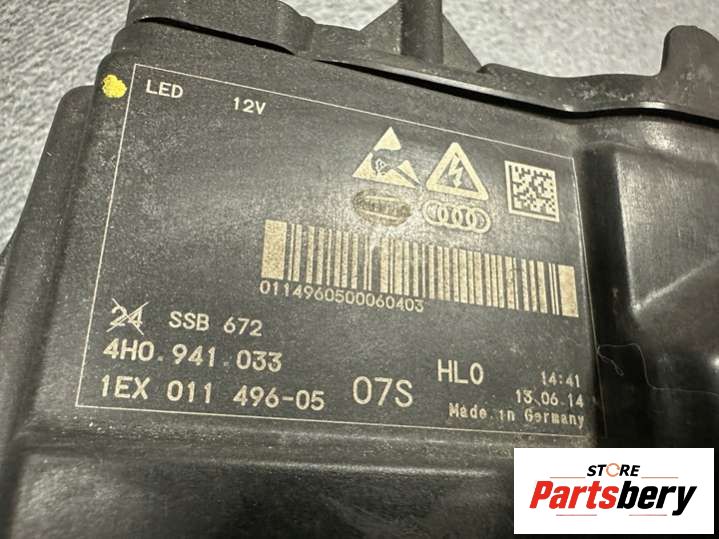 LED 12V
0114960500060403
24 SSB 672
4H0.941.033
1EX 011 496-05 07S HL0
14:41
13.06.14
Made in Germany
STORE
Partsbery